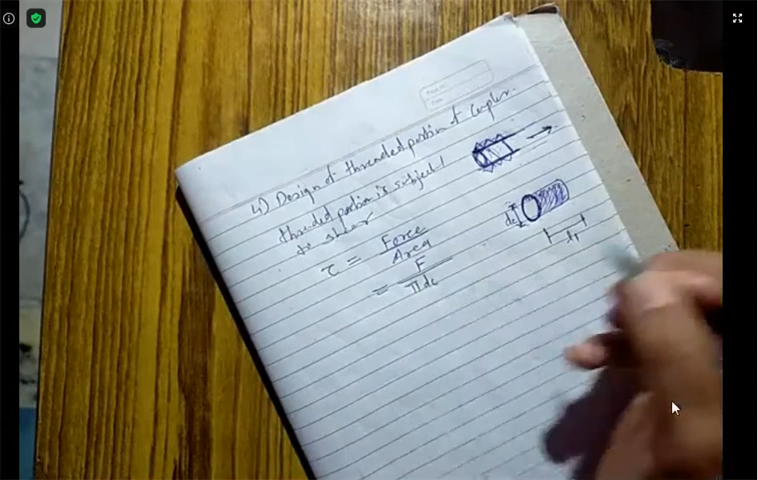 4) Design of threaded portion of Coupler.
threaded portion is subject
to shear
τ = Force
Area
= F
πdc
dc
l1